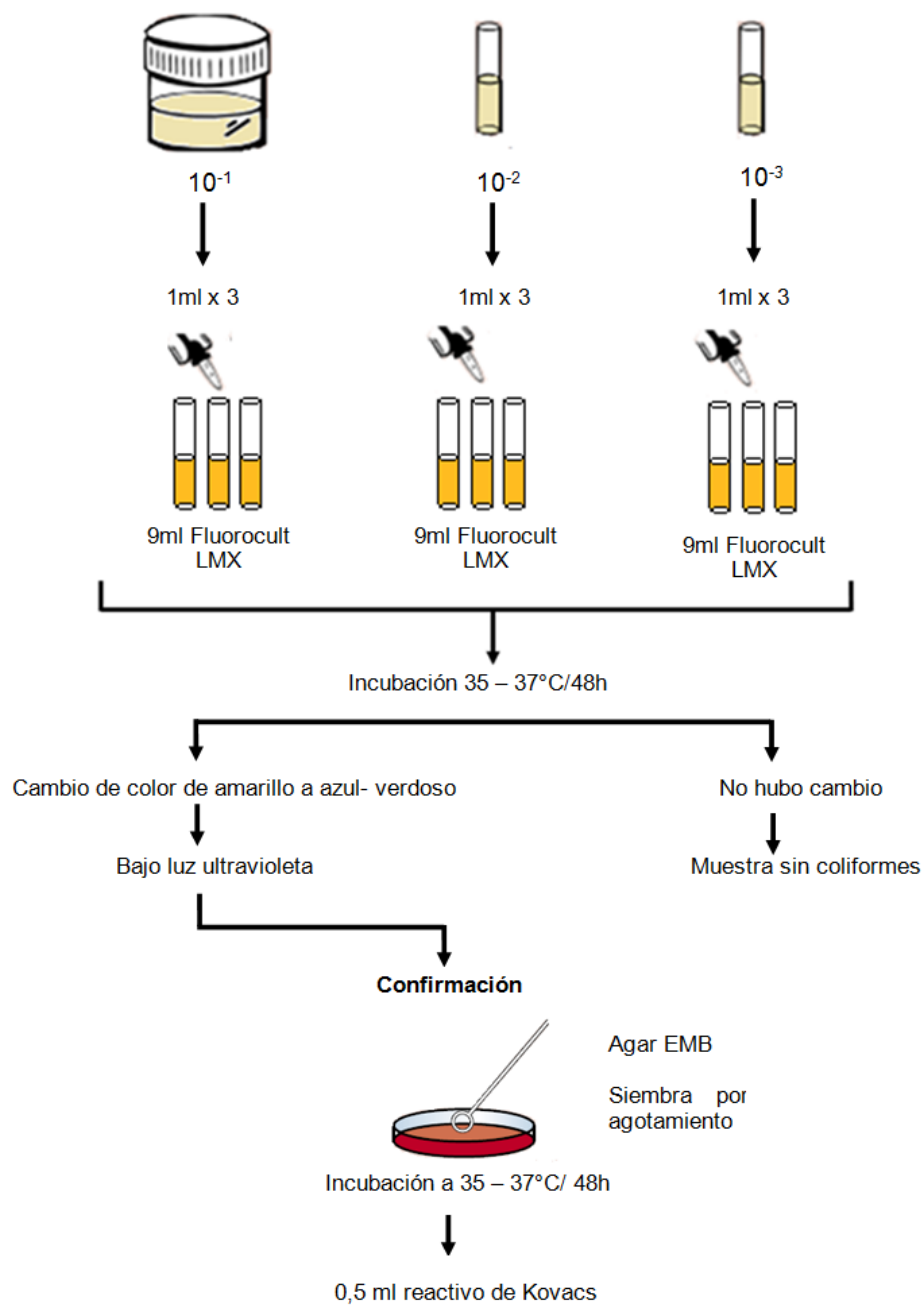 10⁻¹
10⁻²
10⁻³
1ml x 3
1ml x 3
1ml x 3
9ml Fluorocult
LMX
9ml Fluorocult
LMX
9ml Fluorocult
LMX
Incubación 35 – 37°C/48h
Cambio de color de amarillo a azul- verdoso
No hubo cambio
Bajo luz ultravioleta
Muestra sin coliformes
Confirmación
Agar EMB
Siembra por
agotamiento
Incubación a 35 – 37°C/ 48h
0,5 ml reactivo de Kovacs